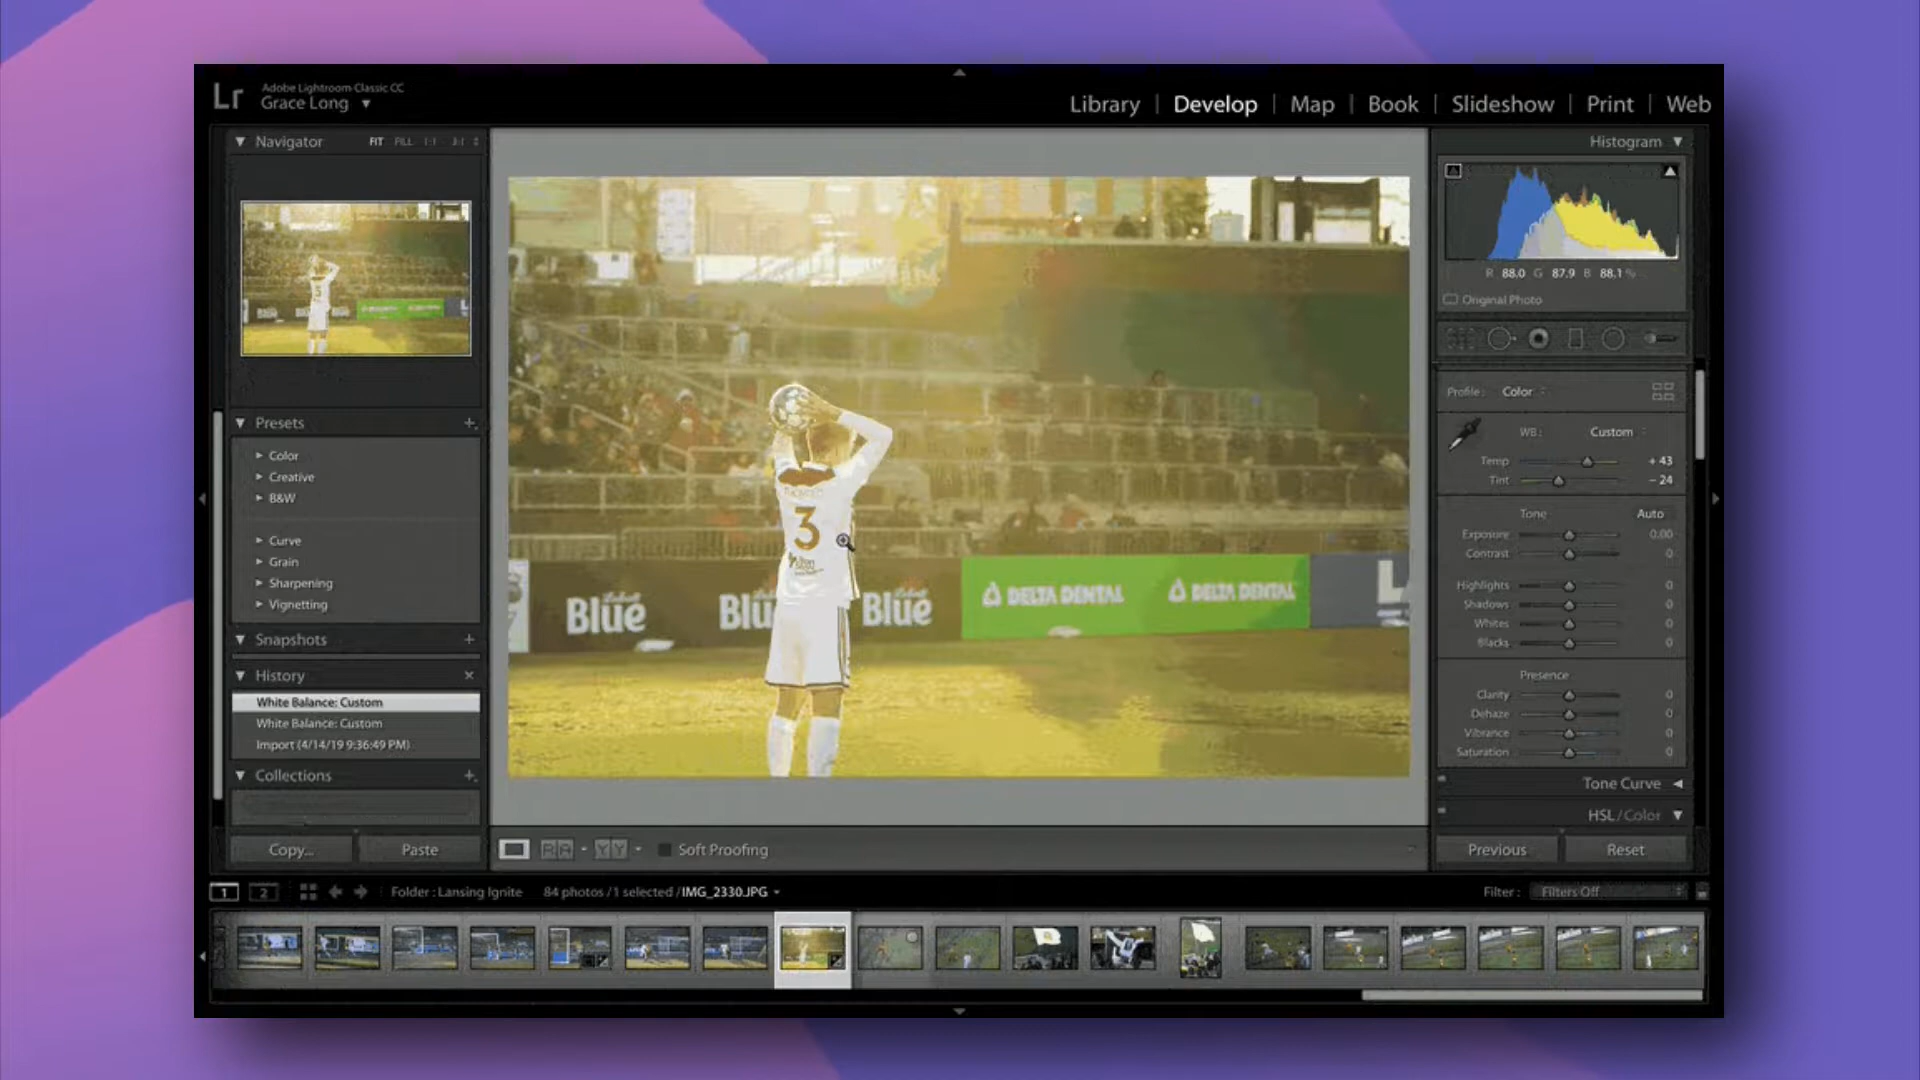 Lr
Adobe Lightroom Classic CC
Grace Long
Library | Develop | Map | Book | Slideshow | Print | Web
Navigator
FIT FILL 1:1
Histogram
R 88.0 G 87.9 B 88.1 %
Original Photo
Profile: Color
WB: Custom
Temp +43
Tint -24
Tone Auto
Exposure 0.00
Contrast 0
Highlights 0
Shadows 0
Whites 0
Blacks 0
Presence
Clarity 0
Dehaze 0
Vibrance 0
Saturation 0
Tone Curve
HSL / Color
Previous Reset
Presets
Color
Creative
B&W
Curve
Grain
Sharpening
Vignetting
Snapshots
History
White Balance: Custom
White Balance: Custom
Import (4/14/19 9:36:49 PM)
Collections
Copy... Paste
3
Labatt Blue
Blue
Blue
DELTA DENTAL DELTA DENTAL
L
Soft Proofing
1 2
Folder : Lansing Ignite 84 photos / 1 selected / IMG_2330.JPG
Filter : Filters Off